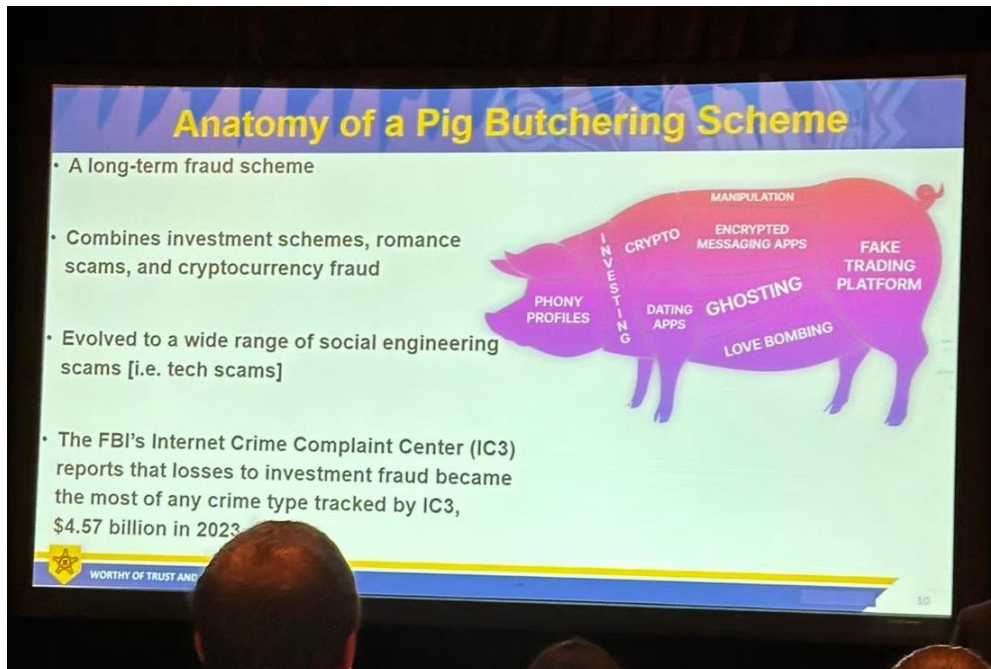 Anatomy of a Pig Butchering Scheme
• A long-term fraud scheme
• Combines investment schemes, romance
scams, and cryptocurrency fraud
• Evolved to a wide range of social engineering
scams [i.e. tech scams]
• The FBI's Internet Crime Complaint Center (IC3)
reports that losses to investment fraud became
the most of any crime type tracked by IC3,
$4.57 billion in 2023
MANIPULATION
INVESTING
CRYPTO
ENCRYPTED
MESSAGING APPS
FAKE
TRADING
PLATFORM
PHONY
PROFILES
DATING
APPS
GHOSTING
LOVE BOMBING
WORTHY OF TRUST AND
10